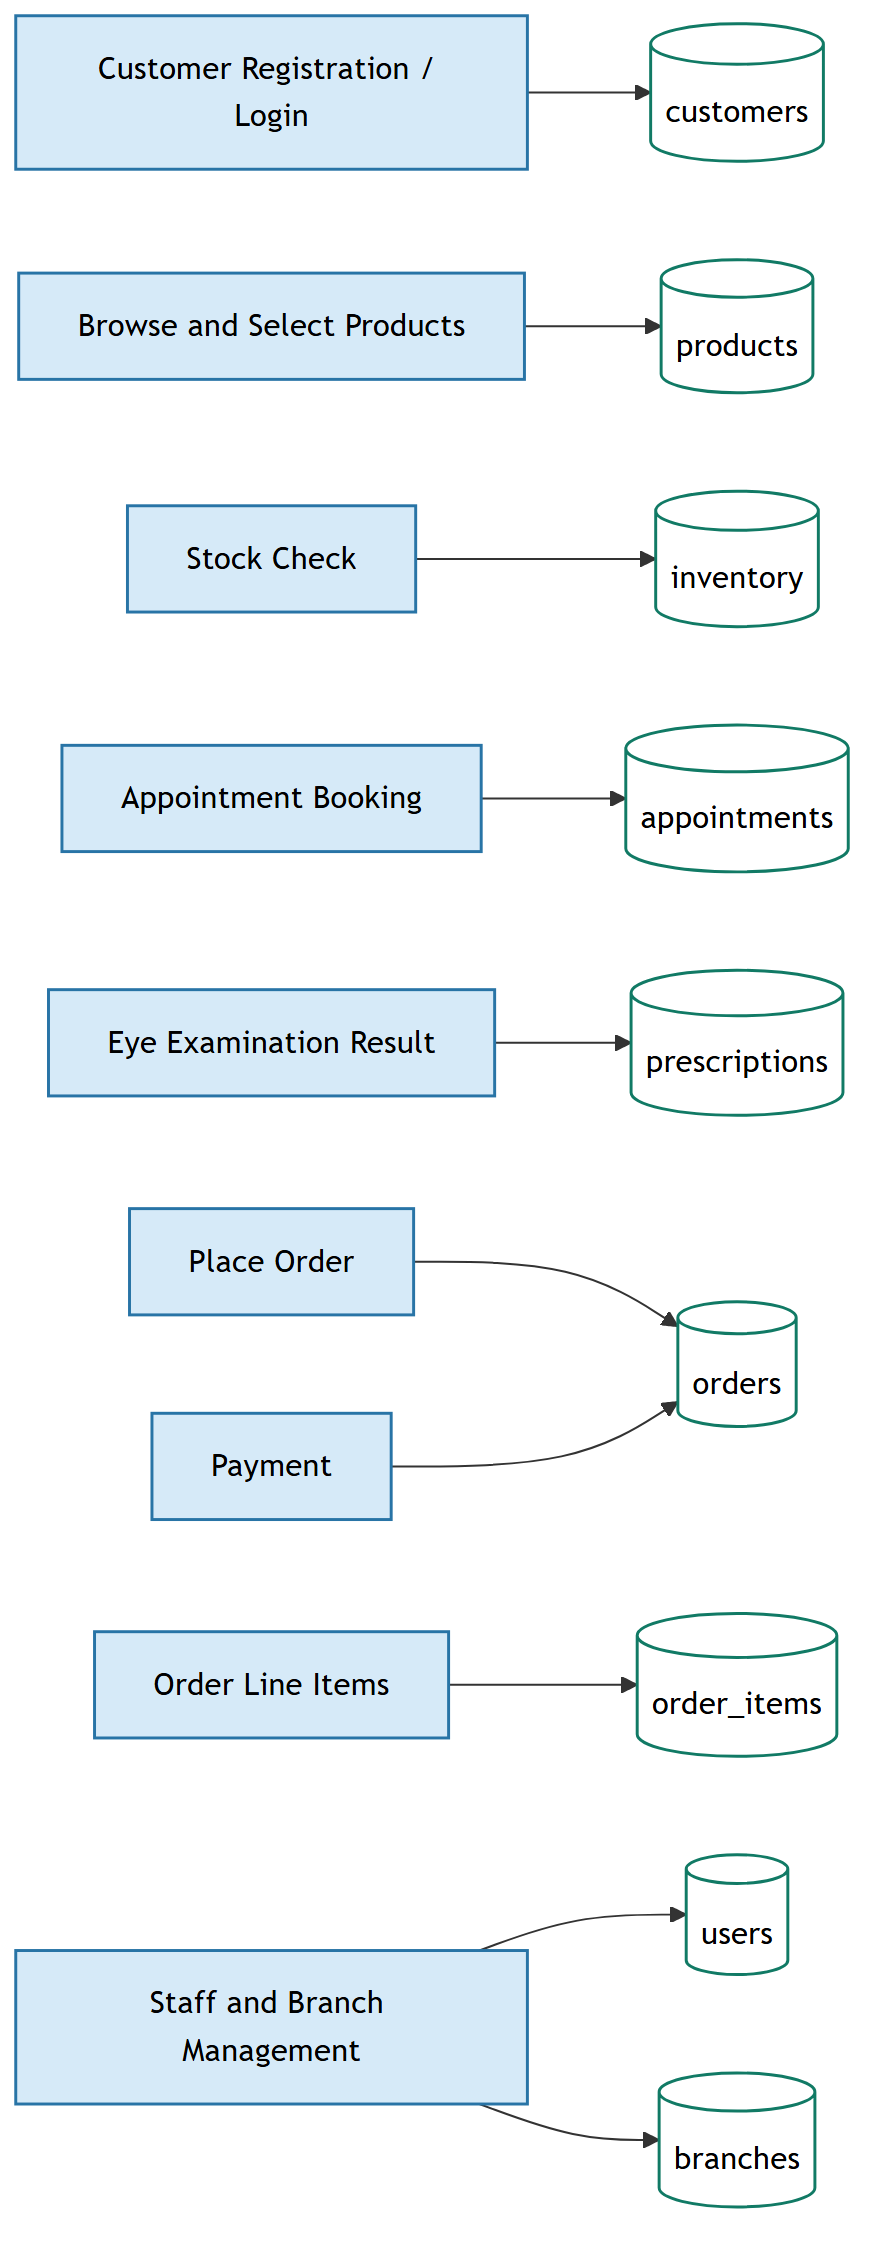 Customer Registration /
Login
customers
Browse and Select Products
products
Stock Check
inventory
Appointment Booking
appointments
Eye Examination Result
prescriptions
Place Order
orders
Payment
Order Line Items
order_items
users
Staff and Branch
Management
branches